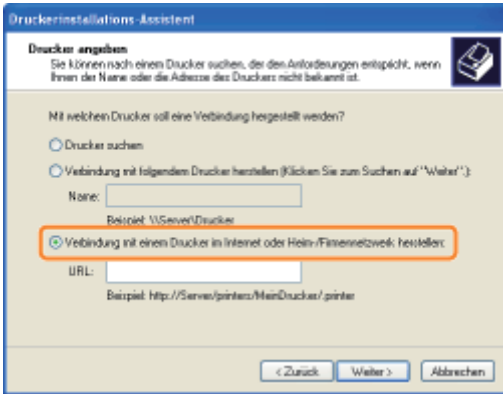 Druckerinstallations-Assistent
Drucker angeben
Sie können nach einem Drucker suchen, der den Anforderungen entspricht, wenn
Ihnen der Name oder die Adresse des Druckers nicht bekannt ist.
Mit welchem Drucker soll eine Verbindung hergestellt werden?
Drucker suchen
Verbindung mit folgendem Drucker herstellen (Klicken Sie zum Suchen auf "Weiter".):
Name:
Beispiel: \\Server\Drucker
Verbindung mit einem Drucker im Internet oder Heim-/Firmennetzwerk herstellen:
URL:
Beispiel: http://Server/printers/MeinDrucker/.printer
< Zurück Weiter > Abbrechen